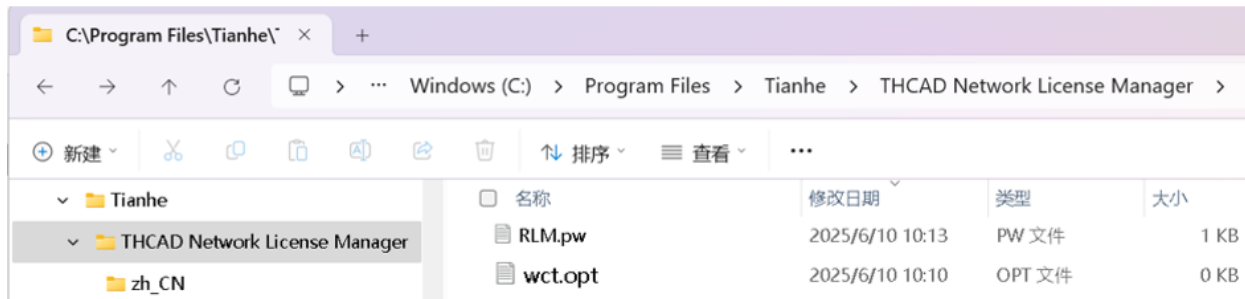 C:\Program Files\Tianhe\T
Windows (C:) > Program Files > Tianhe > THCAD Network License Manager >
新建 排序 查看
Tianhe
THCAD Network License Manager
zh_CN
名称 修改日期 类型 大小
RLM.pw 2025/6/10 10:13 PW 文件 1 KB
wct.opt 2025/6/10 10:10 OPT 文件 0 KB